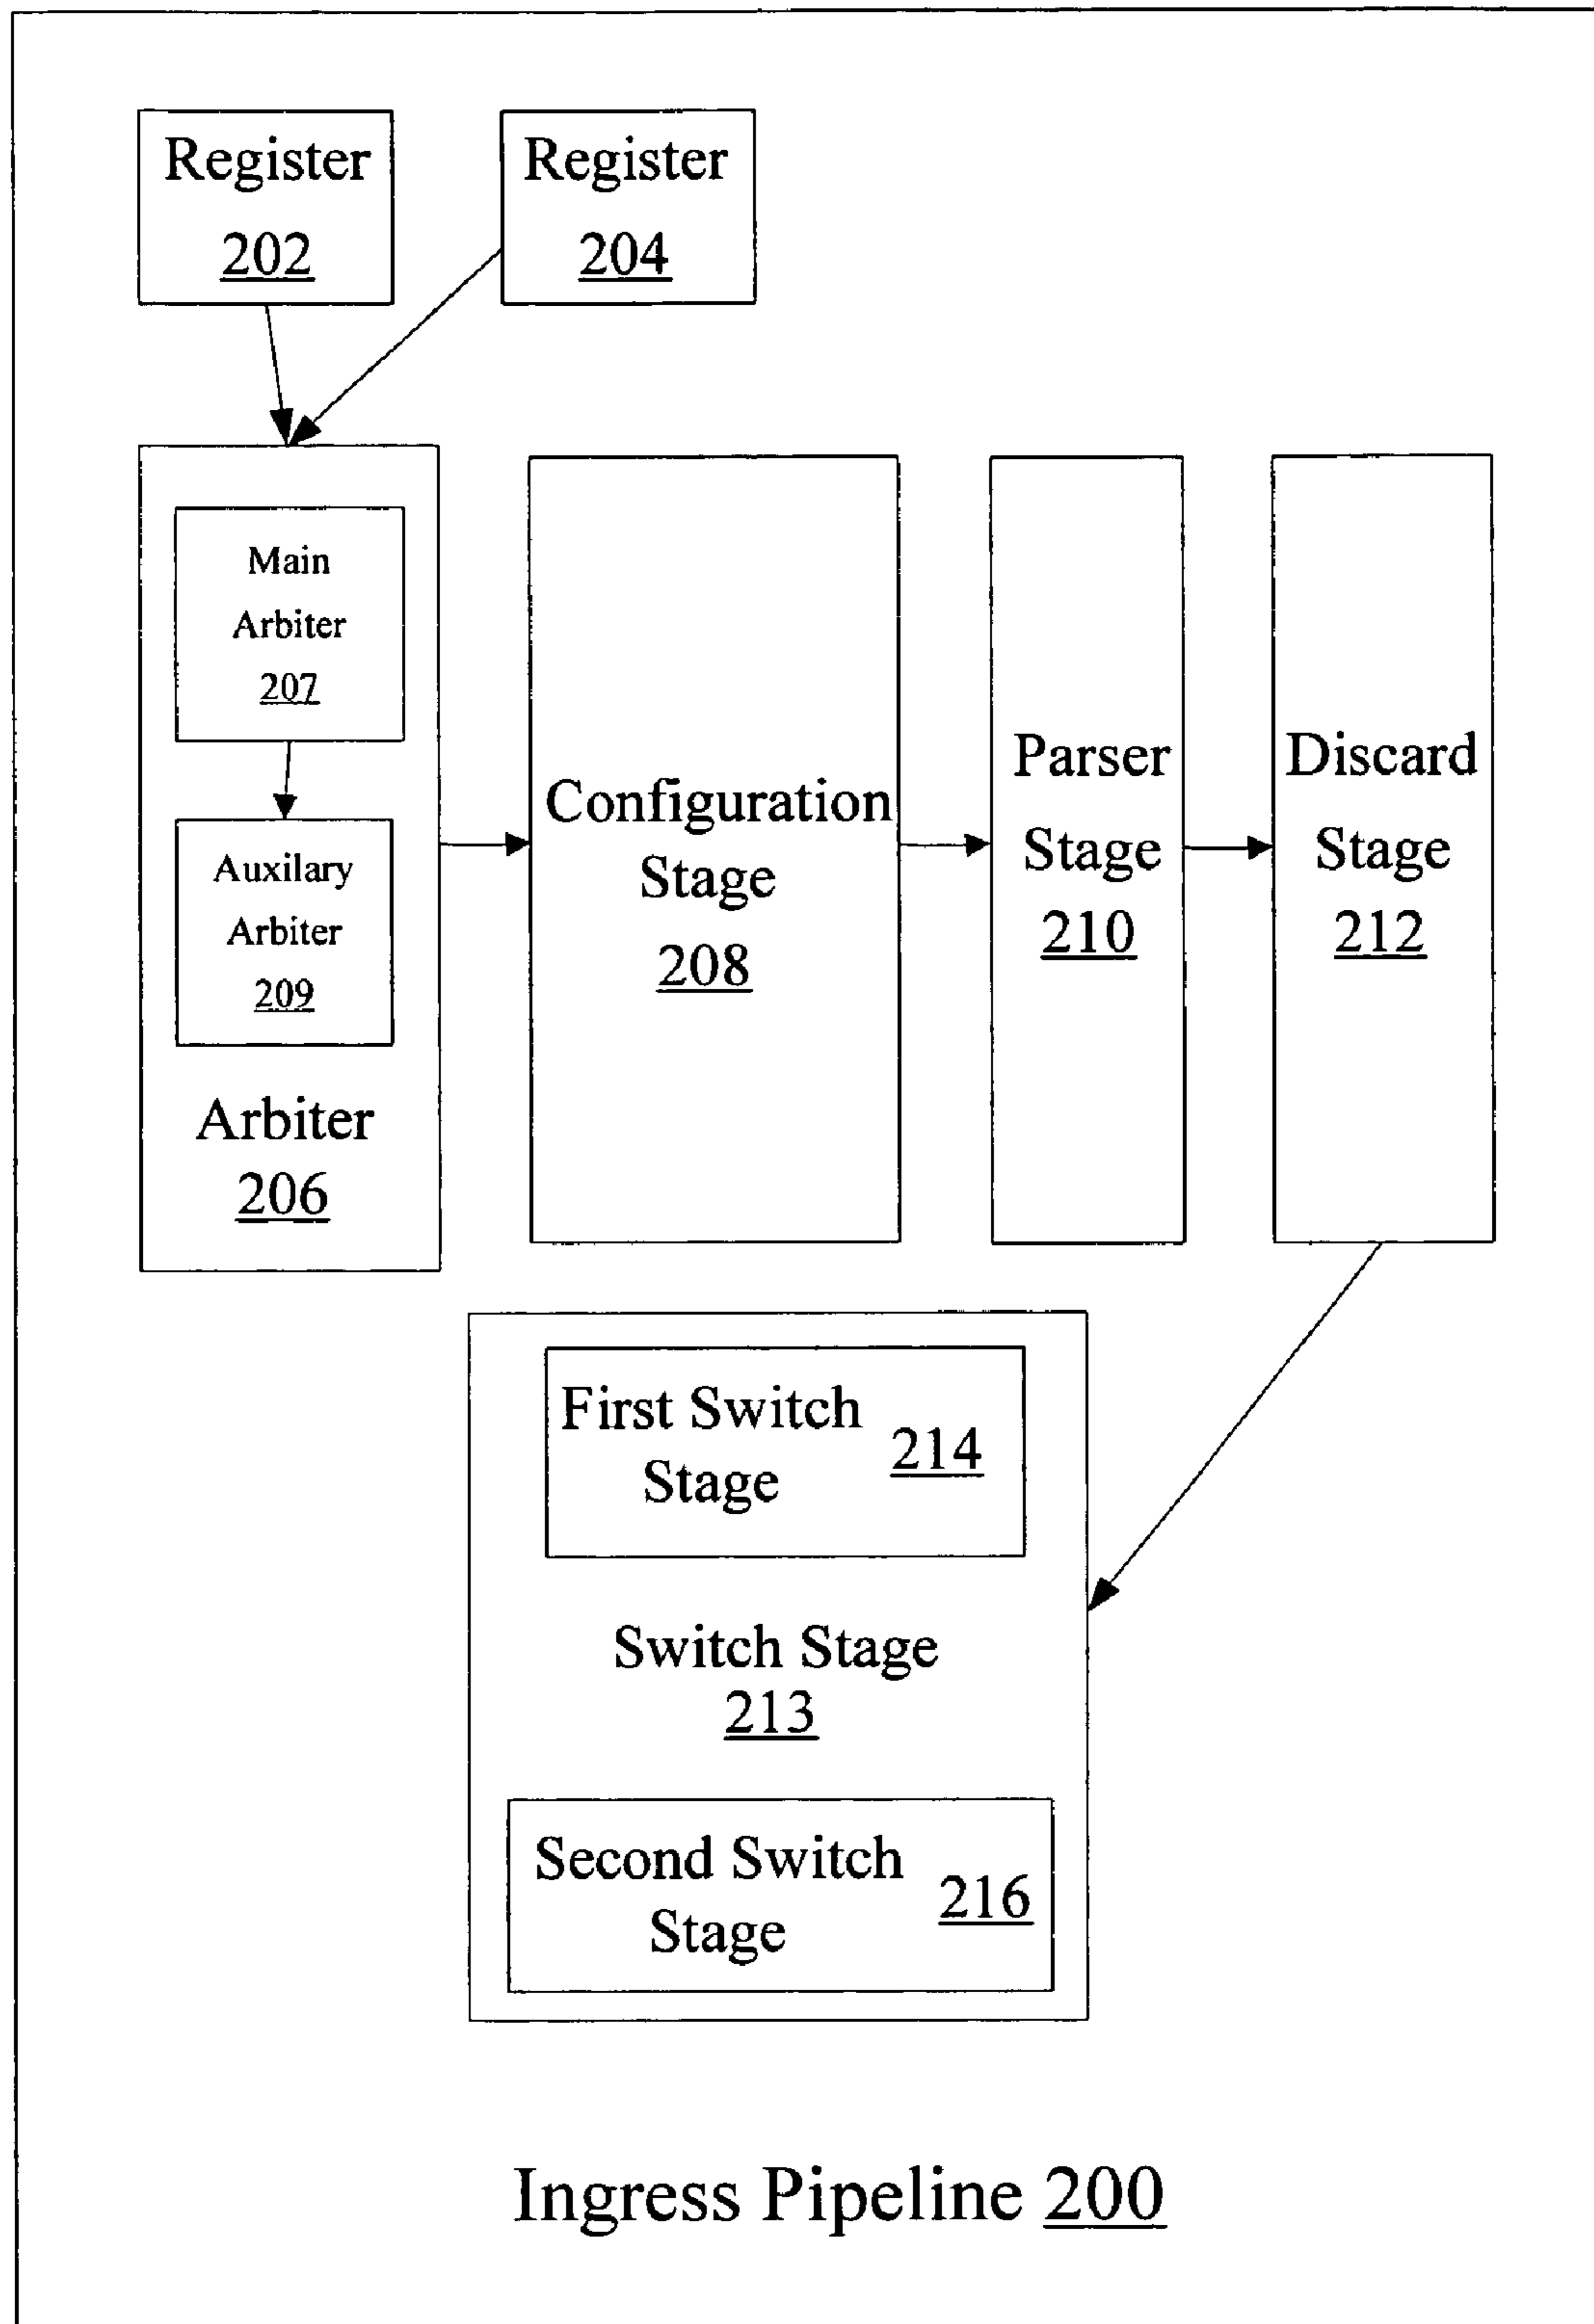 Register
202
Register
204
Main
Arbiter
207
Auxilary
Arbiter
209
Arbiter
206
Configuration
Stage
208
Parser
Stage
210
Discard
Stage
212
First Switch
Stage
214
Switch Stage
213
Second Switch
Stage
216
Ingress Pipeline 200